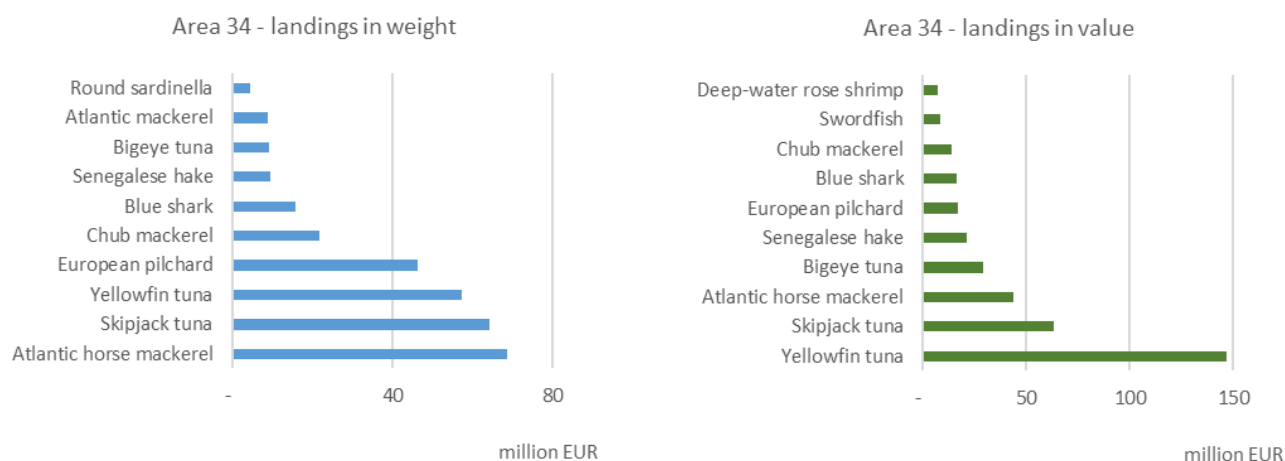 Area 34 - landings in weight
Round sardinella
Atlantic mackerel
Bigeye tuna
Senegalese hake
Blue shark
Chub mackerel
European pilchard
Yellowfin tuna
Skipjack tuna
Atlantic horse mackerel
- 40 80
million EUR
Area 34 - landings in value
Deep-water rose shrimp
Swordfish
Chub mackerel
Blue shark
European pilchard
Senegalese hake
Bigeye tuna
Atlantic horse mackerel
Skipjack tuna
Yellowfin tuna
- 50 100 150
million EUR